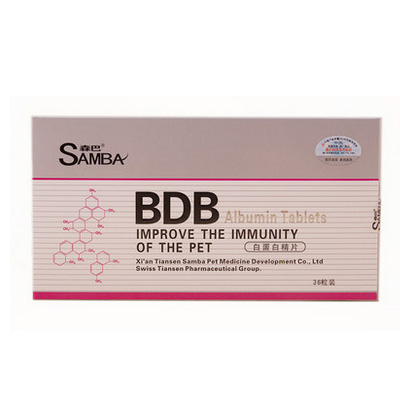 森巴®
SAMBA
BDB Albumin Tablets
IMPROVE THE IMMUNITY
OF THE PET
白蛋白精片
Xi'an Tiansen Samba Pet Medicine Development Co., Ltd
Swiss Tiansen Pharmaceutical Group.
36粒装